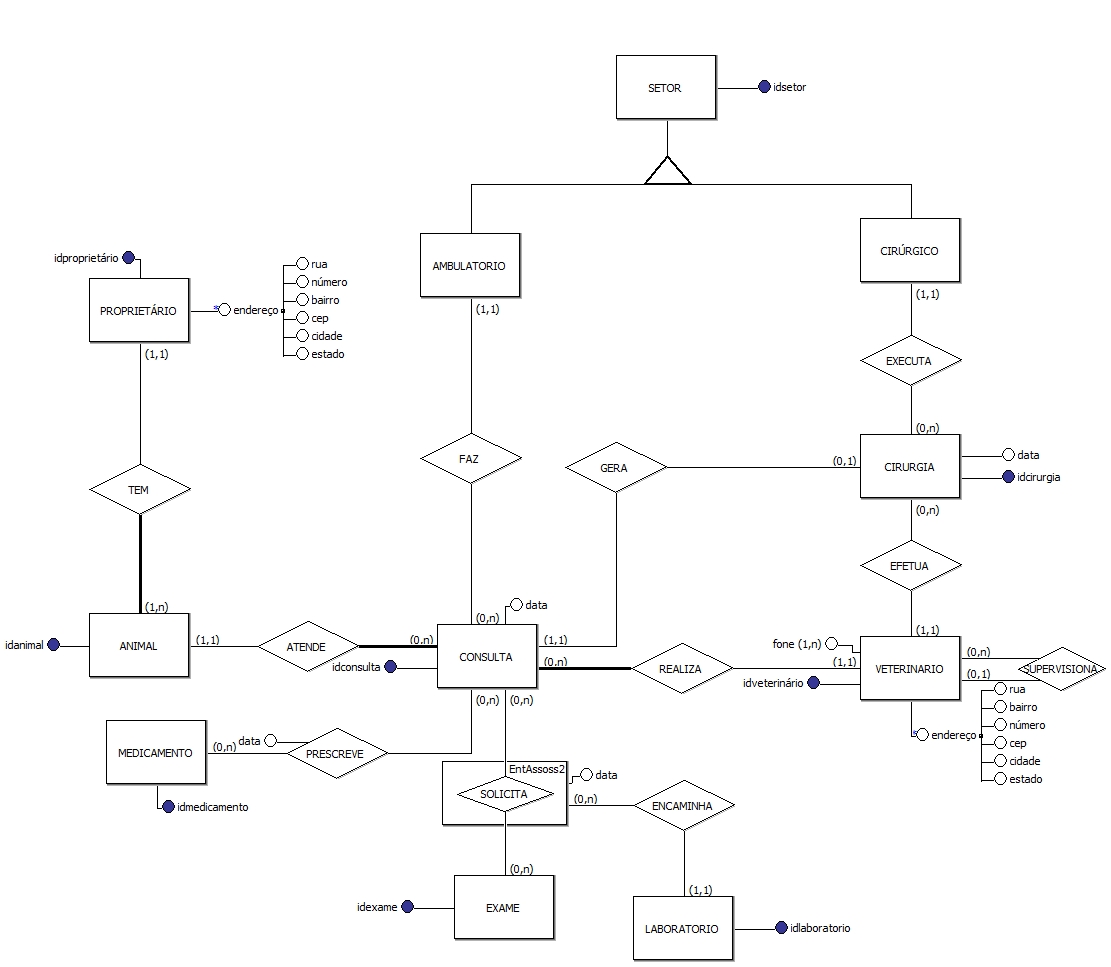 SETOR
idsetor
AMBULATORIO
CIRÚRGICO
(1,1)
(1,1)
idproprietário
PROPRIETÁRIO
* endereço
rua
número
bairro
cep
cidade
estado
(1,1)
EXECUTA
(0,n)
FAZ
GERA
(0,1)
CIRURGIA
data
idcirurgia
(0,n)
TEM
EFETUA
(1,n)
(0,n)
data
(1,1)
idanimal
ANIMAL
(1,1)
ATENDE
(0,n)
idconsulta
CONSULTA
(1,1)
(0,n)
REALIZA
fone (1,n)
(1,1)
idveterinário
VETERINARIO
(0,n)
(0,1)
SUPERVISIONA
(0,n)
(0,n)
* endereço
rua
bairro
número
cep
cidade
estado
MEDICAMENTO
(0,n)
data
PRESCREVE
idmedicamento
EntAssoss2
data
SOLICITA
(0,n)
ENCAMINHA
(0,n)
(1,1)
idexame
EXAME
LABORATORIO
idlaboratorio